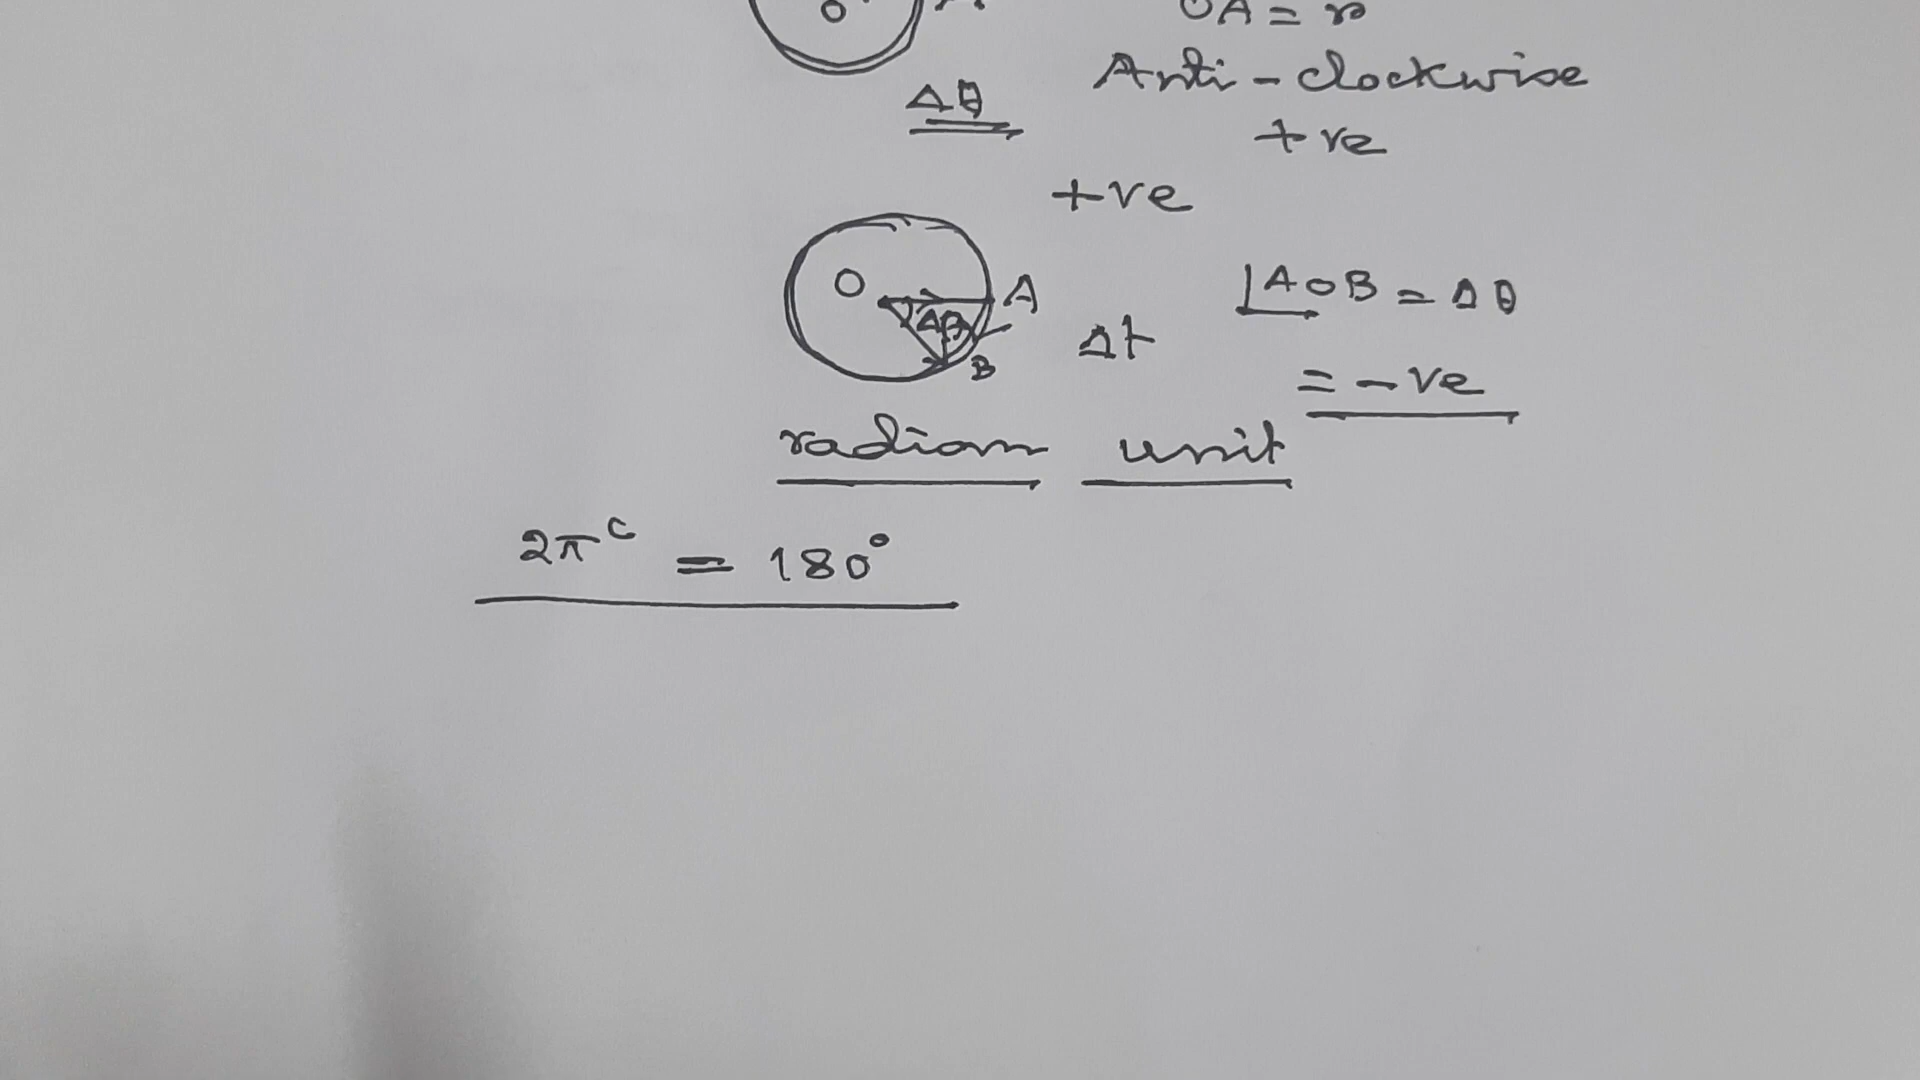 O
OA = r
Anti-clockwise
Δθ
+ve
+ve
O
A
∠AOB = Δθ
Δθ
Δt
B
= -ve
radian unit
2π^c = 180°